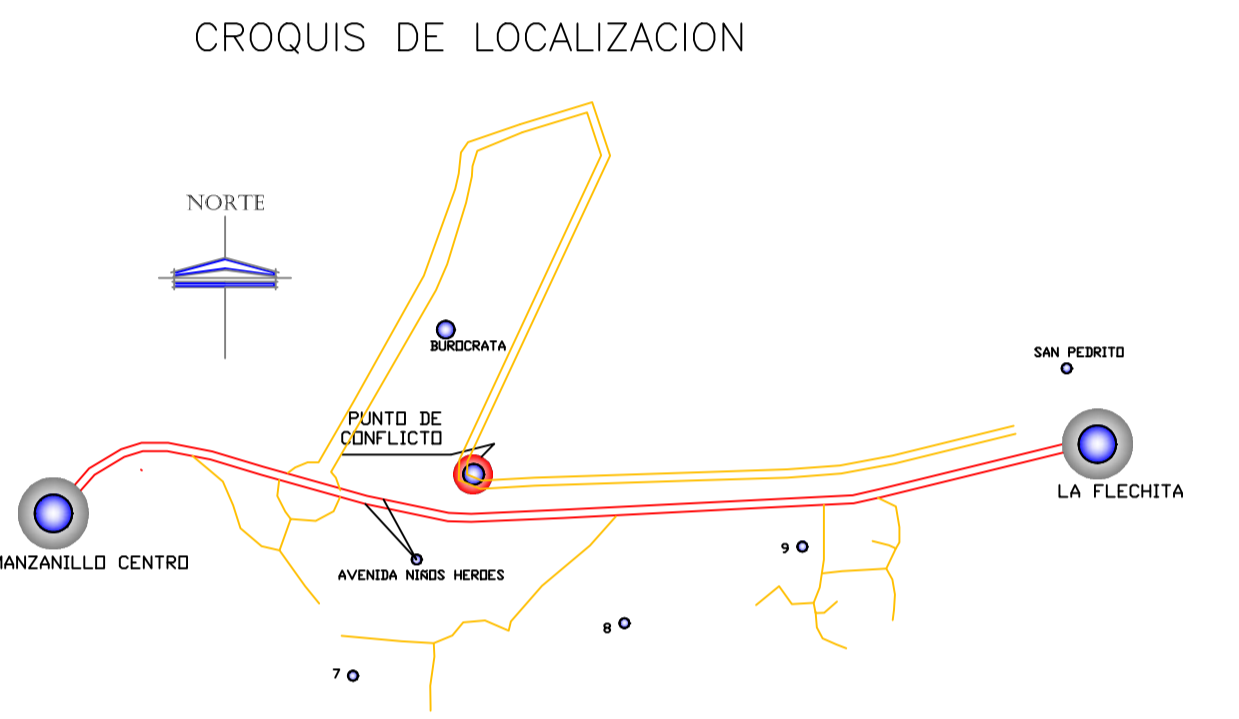 CROQUIS DE LOCALIZACION
NORTE
BUROCRATA
SAN PEDRITO
PUNTO DE
CONFLICTO
LA FLECHITA
MANZANILLO CENTRO
AVENIDA NIÑOS HEROES
9
8
7